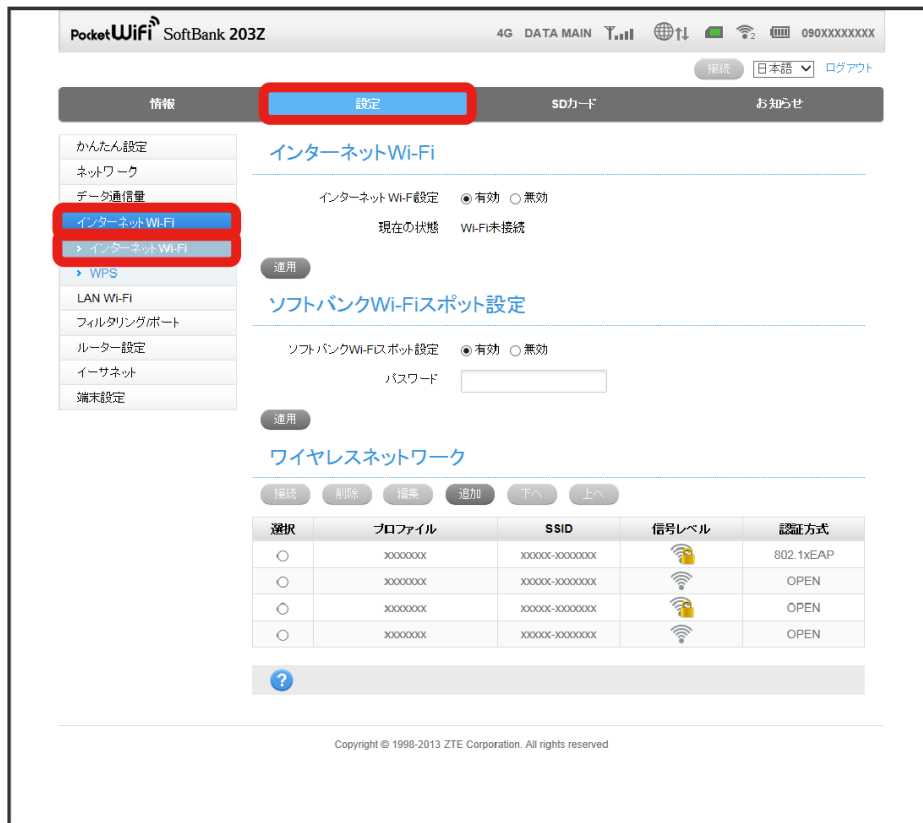 PocketWiFi SoftBank 203Z
4G DATA MAIN 2 090XXXXXXXX
接続 日本語 ログアウト
情報 設定 SDカード お知らせ
かんたん設定
ネットワーク
データ通信量
インターネットWi-Fi
› インターネットWi-Fi
› WPS
LAN Wi-Fi
フィルタリング/ポート
ルーター設定
イーサネット
端末設定
インターネットWi-Fi
インターネットWi-Fi設定 有効 無効
現在の状態 Wi-Fi未接続
適用
ソフトバンクWi-Fiスポット設定
ソフトバンクWi-Fiスポット設定 有効 無効
パスワード
適用
ワイヤレスネットワーク
接続 削除 編集 追加 下へ 上へ
選択 プロファイル SSID 信号レベル 認証方式
xxxxxxx xxxxx-xxxxxxx 802.1xEAP
xxxxxxx xxxxx-xxxxxxx OPEN
xxxxxxx xxxxx-xxxxxxx OPEN
xxxxxxx xxxxx-xxxxxxx OPEN
?
Copyright © 1998-2013 ZTE Corporation. All rights reserved